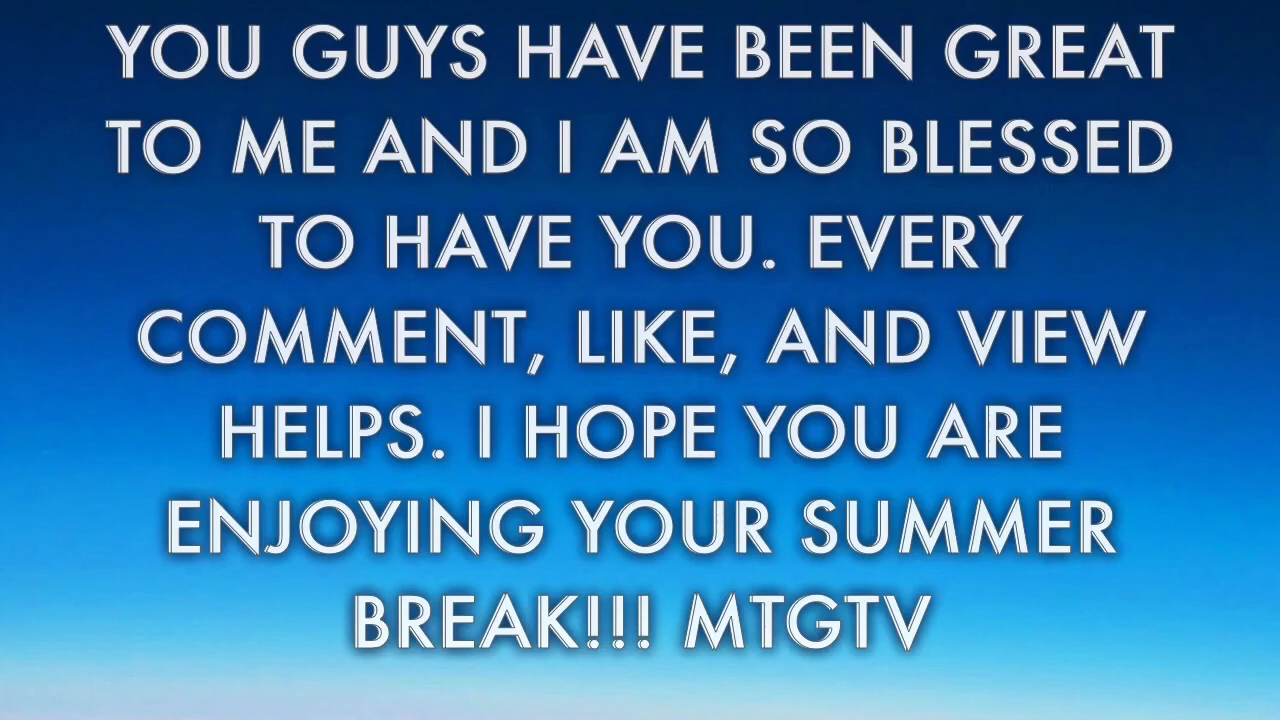 YOU GUYS HAVE BEEN GREAT
TO ME AND I AM SO BLESSED
TO HAVE YOU. EVERY
COMMENT, LIKE, AND VIEW
HELPS. I HOPE YOU ARE
ENJOYING YOUR SUMMER
BREAK!!! MTGTV